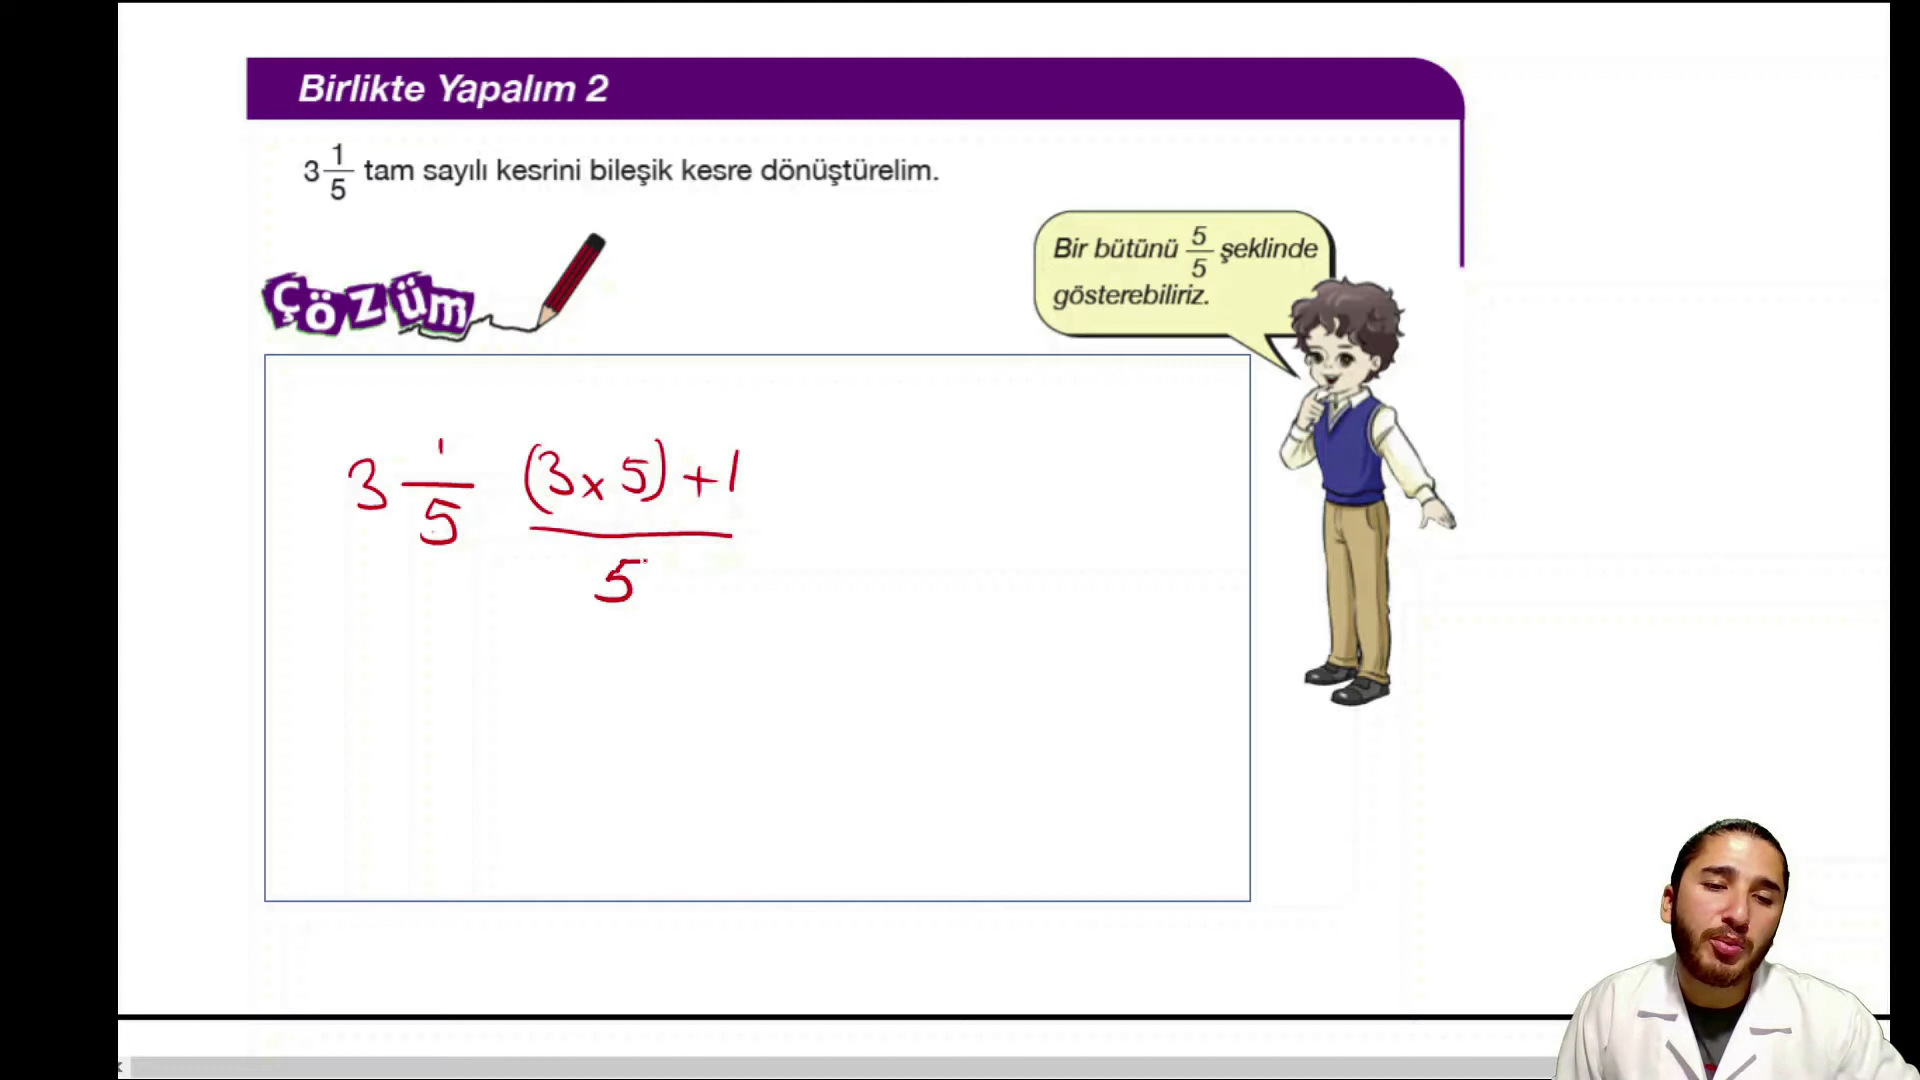 Birlikte Yapalım 2
3 1/5 tam sayılı kesrini bileşik kesre dönüştürelim.
Bir bütünü 5/5 şeklinde
gösterebiliriz.
Çözüm
3 1/5 (3x5)+1
5